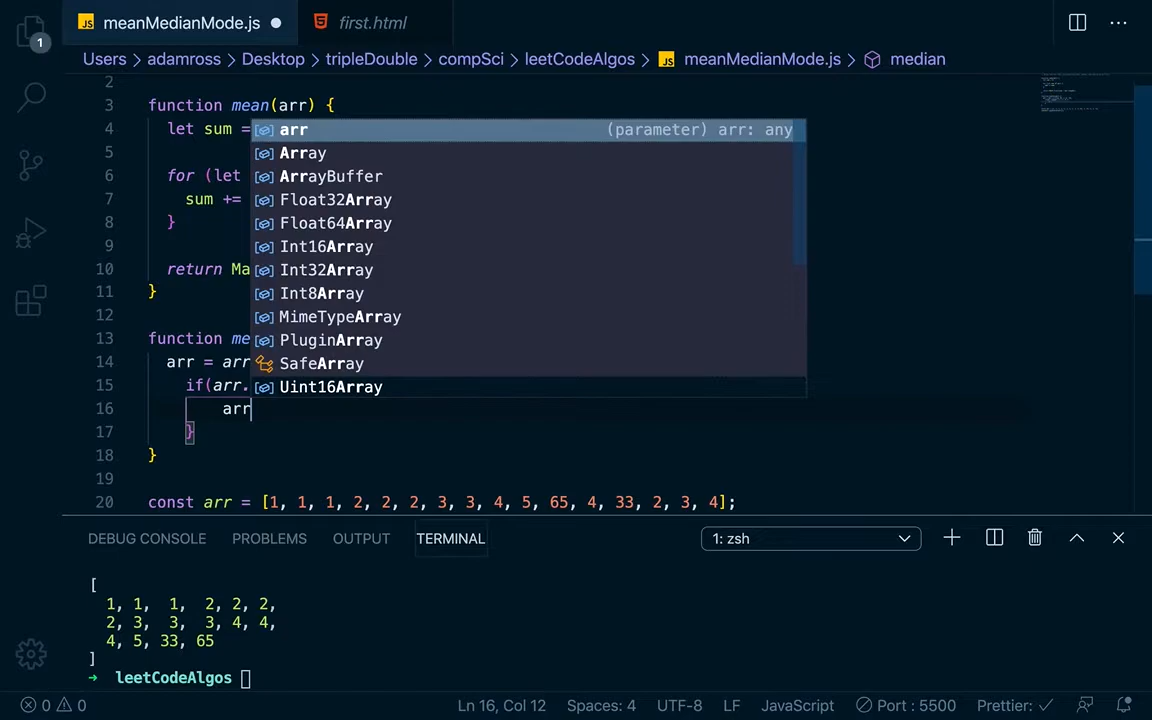 meanMedianMode.js
first.html
1
Users > adamross > Desktop > tripleDouble > compSci > leetCodeAlgos > meanMedianMode.js > median
2
3 function mean(arr) {
4 let sum =
5
6 for (let
7 sum +=
8 }
9
10 return Ma
11 }
12
13 function me
14 arr = arr
15 if(arr.
16 arr
17 }
18 }
19
20 const arr = [1, 1, 1, 2, 2, 2, 3, 3, 4, 5, 65, 4, 33, 2, 3, 4];
arr (parameter) arr: any
Array
ArrayBuffer
Float32Array
Float64Array
Int16Array
Int32Array
Int8Array
MimeTypeArray
PluginArray
SafeArray
Uint16Array
DEBUG CONSOLE PROBLEMS OUTPUT TERMINAL 1: zsh
[
1, 1, 1, 2, 2, 2,
2, 3, 3, 3, 4, 4,
4, 5, 33, 65
]
→ leetCodeAlgos
0 0 Ln 16, Col 12 Spaces: 4 UTF-8 LF JavaScript Port : 5500 Prettier: ✓